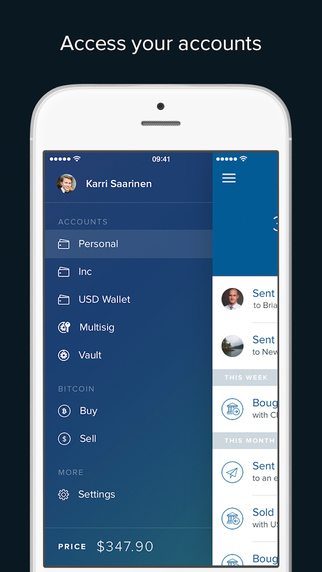 Access your accounts
09:41
Karri Saarinen
ACCOUNTS
Personal
Inc
USD Wallet
Multisig
Vault
BITCOIN
Buy
Sell
MORE
Settings
PRICE $347.90
Sent
to Bria
Sent
to New
THIS WEEK
Boug
with Cl
THIS MONTH
Sent
to an e
Sold
with US
Boug